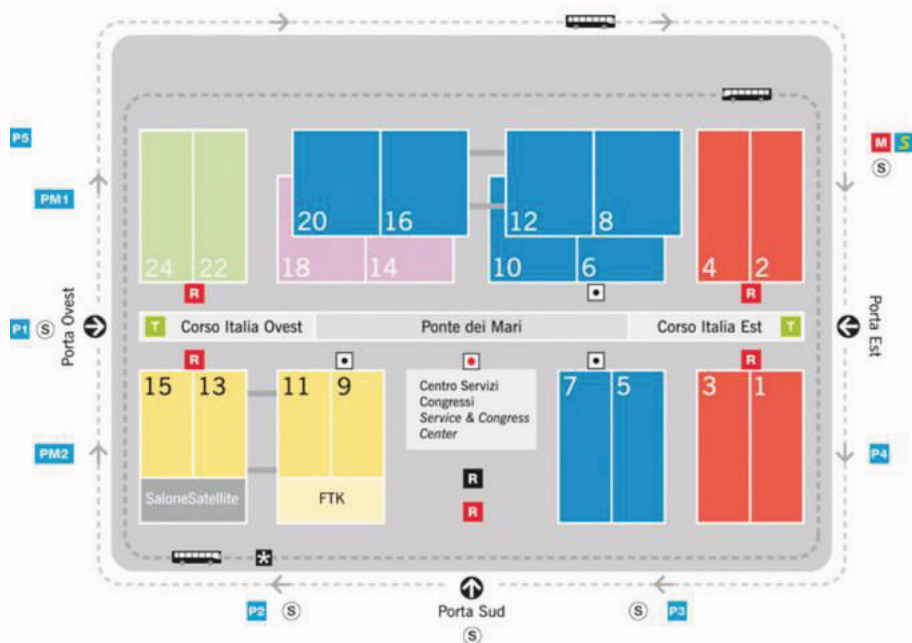 P5
M S
S
PM1
20 16 12 8 4 2
24 22 18 14 10 6
R R
P1 S
Porta Ovest
T Corso Italia Ovest Ponte dei Mari Corso Italia Est T
Porta Est
R R
15 13 11 9 7 5 3 1
Centro Servizi
Congressi
Service & Congress
Center
PM2
P4
R
SaloneSatellite FTK
R
*
P2 S
Porta Sud
S
S P3